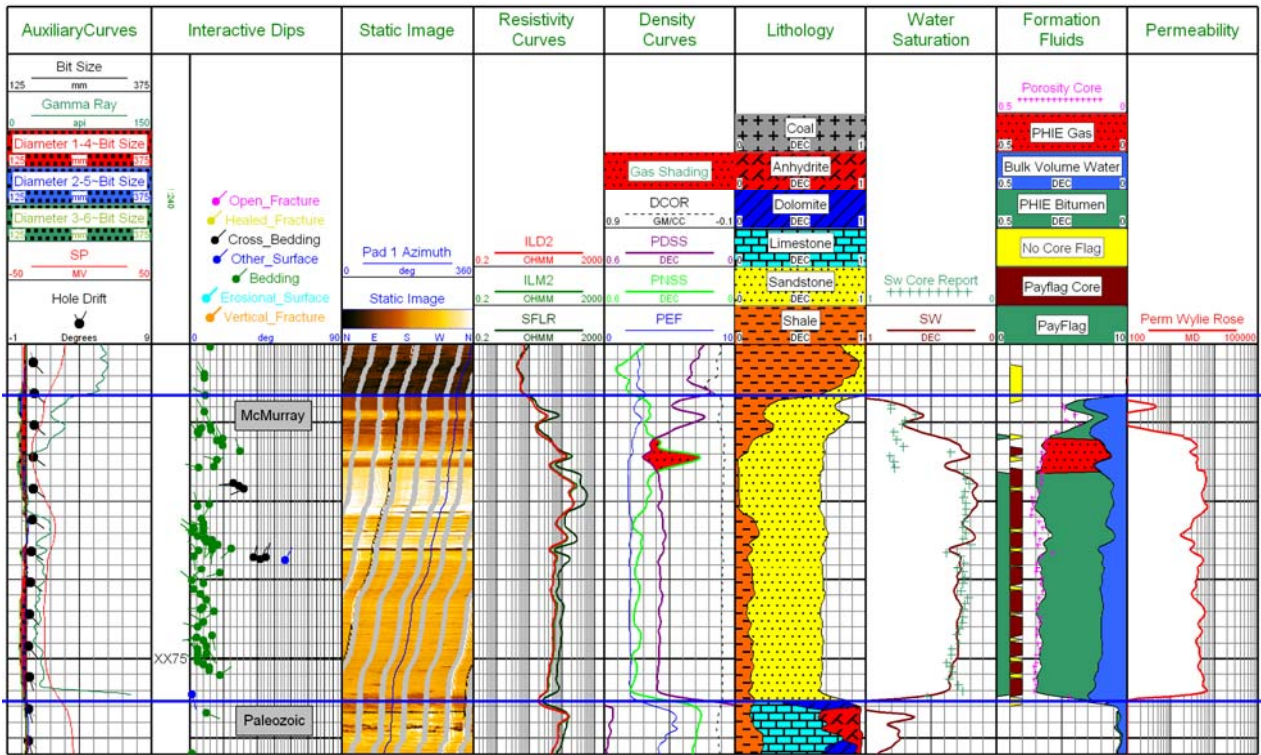 AuxiliaryCurves
Interactive Dips
Static Image
Resistivity
Curves
Density
Curves
Lithology
Water
Saturation
Formation
Fluids
Permeability
Bit Size
125 mm 375
Gamma Ray
0 api 150
Diameter 1-4~Bit Size
125 mm 375
Diameter 2-5~Bit Size
125 mm 375
Diameter 3-6~Bit Size
125 mm 375
SP
-50 MV 50
Hole Drift
-1 Degrees 9
Open_Fracture
Healed_Fracture
Cross_Bedding
Other_Surface
Bedding
Erosional_Surface
Vertical_Fracture
0 deg 90
Pad 1 Azimuth
0 deg 360
Static Image
N E S W N
ILD2
0.2 OHMM 2000
ILM2
0.2 OHMM 2000
SFLR
0.2 OHMM 2000
Gas Shading
DCOR
0.9 GM/CC -0.1
PDSS
0.6 DEC 0
PNSS
0.6 DEC 0
PEF
0 10
Coal
0 DEC 1
Anhydrite
0 DEC 1
Dolomite
0 DEC 1
Limestone
0 DEC 1
Sandstone
0 DEC 1
Shale
0 DEC 1
Sw Core Report
1 0
SW
1 DEC 0
Porosity Core
0.5 0
PHIE Gas
0.5 0
Bulk Volume Water
0.5 DEC 0
PHIE Bitumen
0.5 DEC 0
No Core Flag
Payflag Core
PayFlag
0 10
Perm Wylie Rose
100 MD 100000
McMurray
XX75
Paleozoic